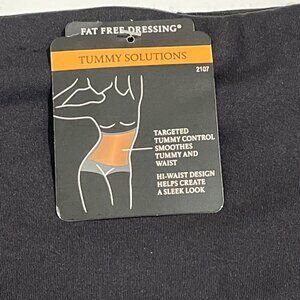 FAT FREE DRESSING®
TUMMY SOLUTIONS
2107
TARGETED
TUMMY CONTROL
SMOOTHES
TUMMY AND
WAIST
HI-WAIST DESIGN
HELPS CREATE
A SLEEK LOOK